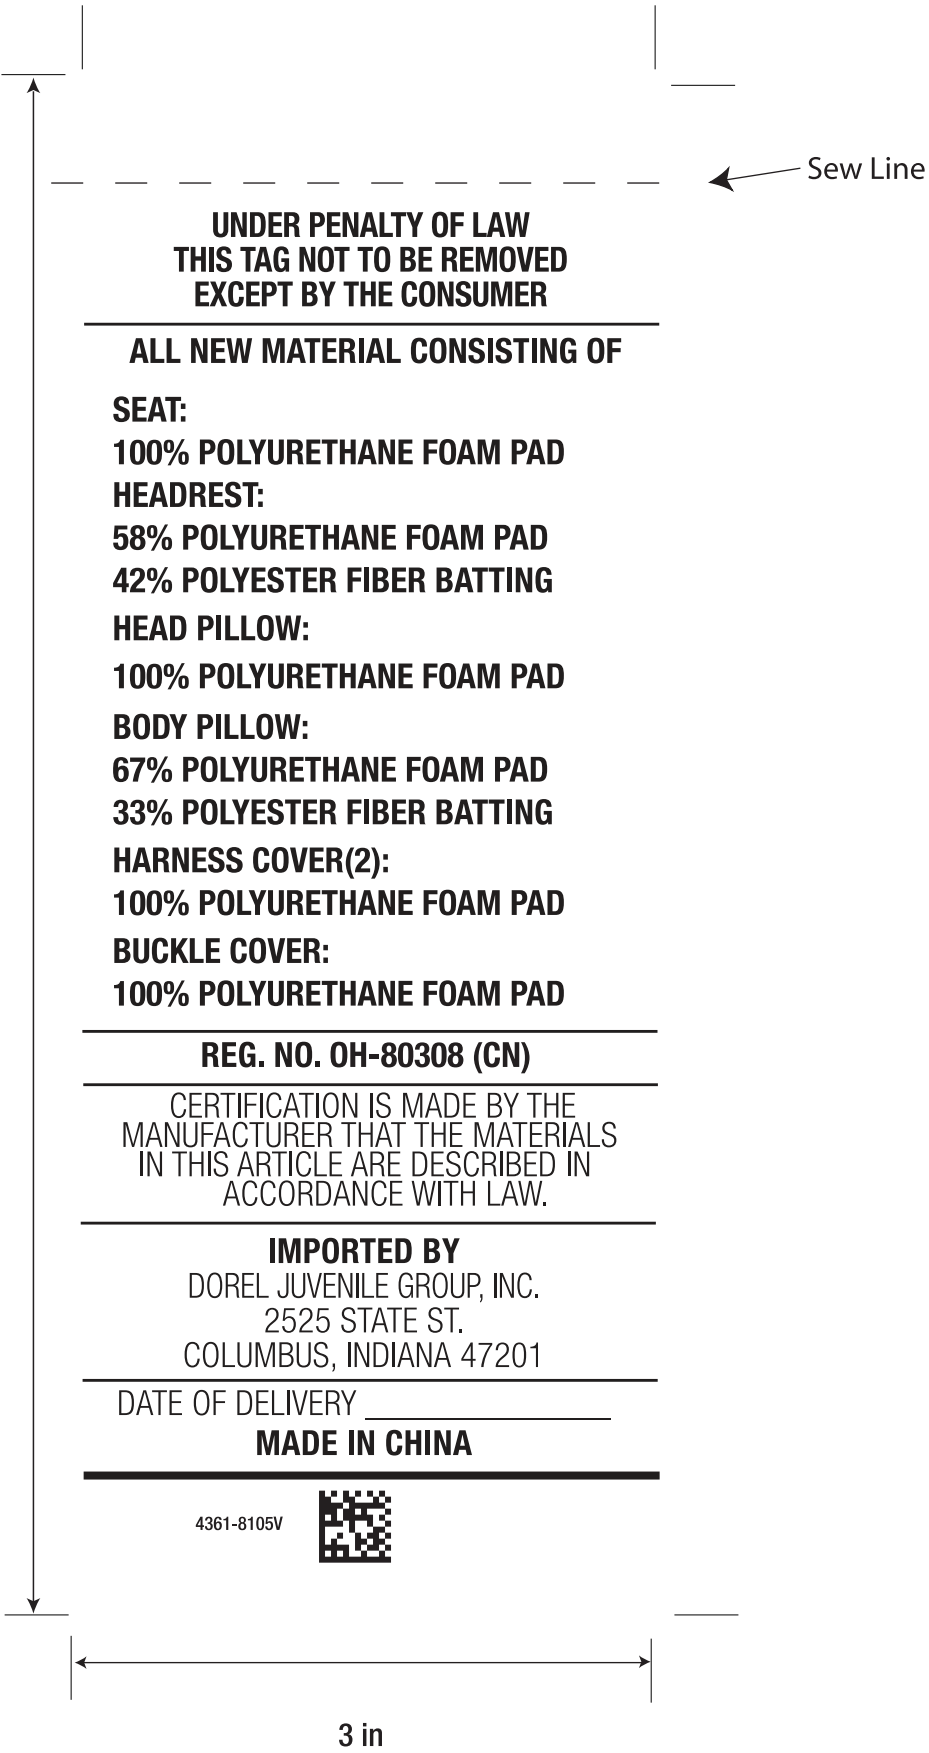 Sew Line
UNDER PENALTY OF LAW
THIS TAG NOT TO BE REMOVED
EXCEPT BY THE CONSUMER
ALL NEW MATERIAL CONSISTING OF
SEAT:
100% POLYURETHANE FOAM PAD
HEADREST:
58% POLYURETHANE FOAM PAD
42% POLYESTER FIBER BATTING
HEAD PILLOW:
100% POLYURETHANE FOAM PAD
BODY PILLOW:
67% POLYURETHANE FOAM PAD
33% POLYESTER FIBER BATTING
HARNESS COVER(2):
100% POLYURETHANE FOAM PAD
BUCKLE COVER:
100% POLYURETHANE FOAM PAD
REG. NO. OH-80308 (CN)
CERTIFICATION IS MADE BY THE
MANUFACTURER THAT THE MATERIALS
IN THIS ARTICLE ARE DESCRIBED IN
ACCORDANCE WITH LAW.
IMPORTED BY
DOREL JUVENILE GROUP, INC.
2525 STATE ST.
COLUMBUS, INDIANA 47201
DATE OF DELIVERY
MADE IN CHINA
4361-8105V
3 in